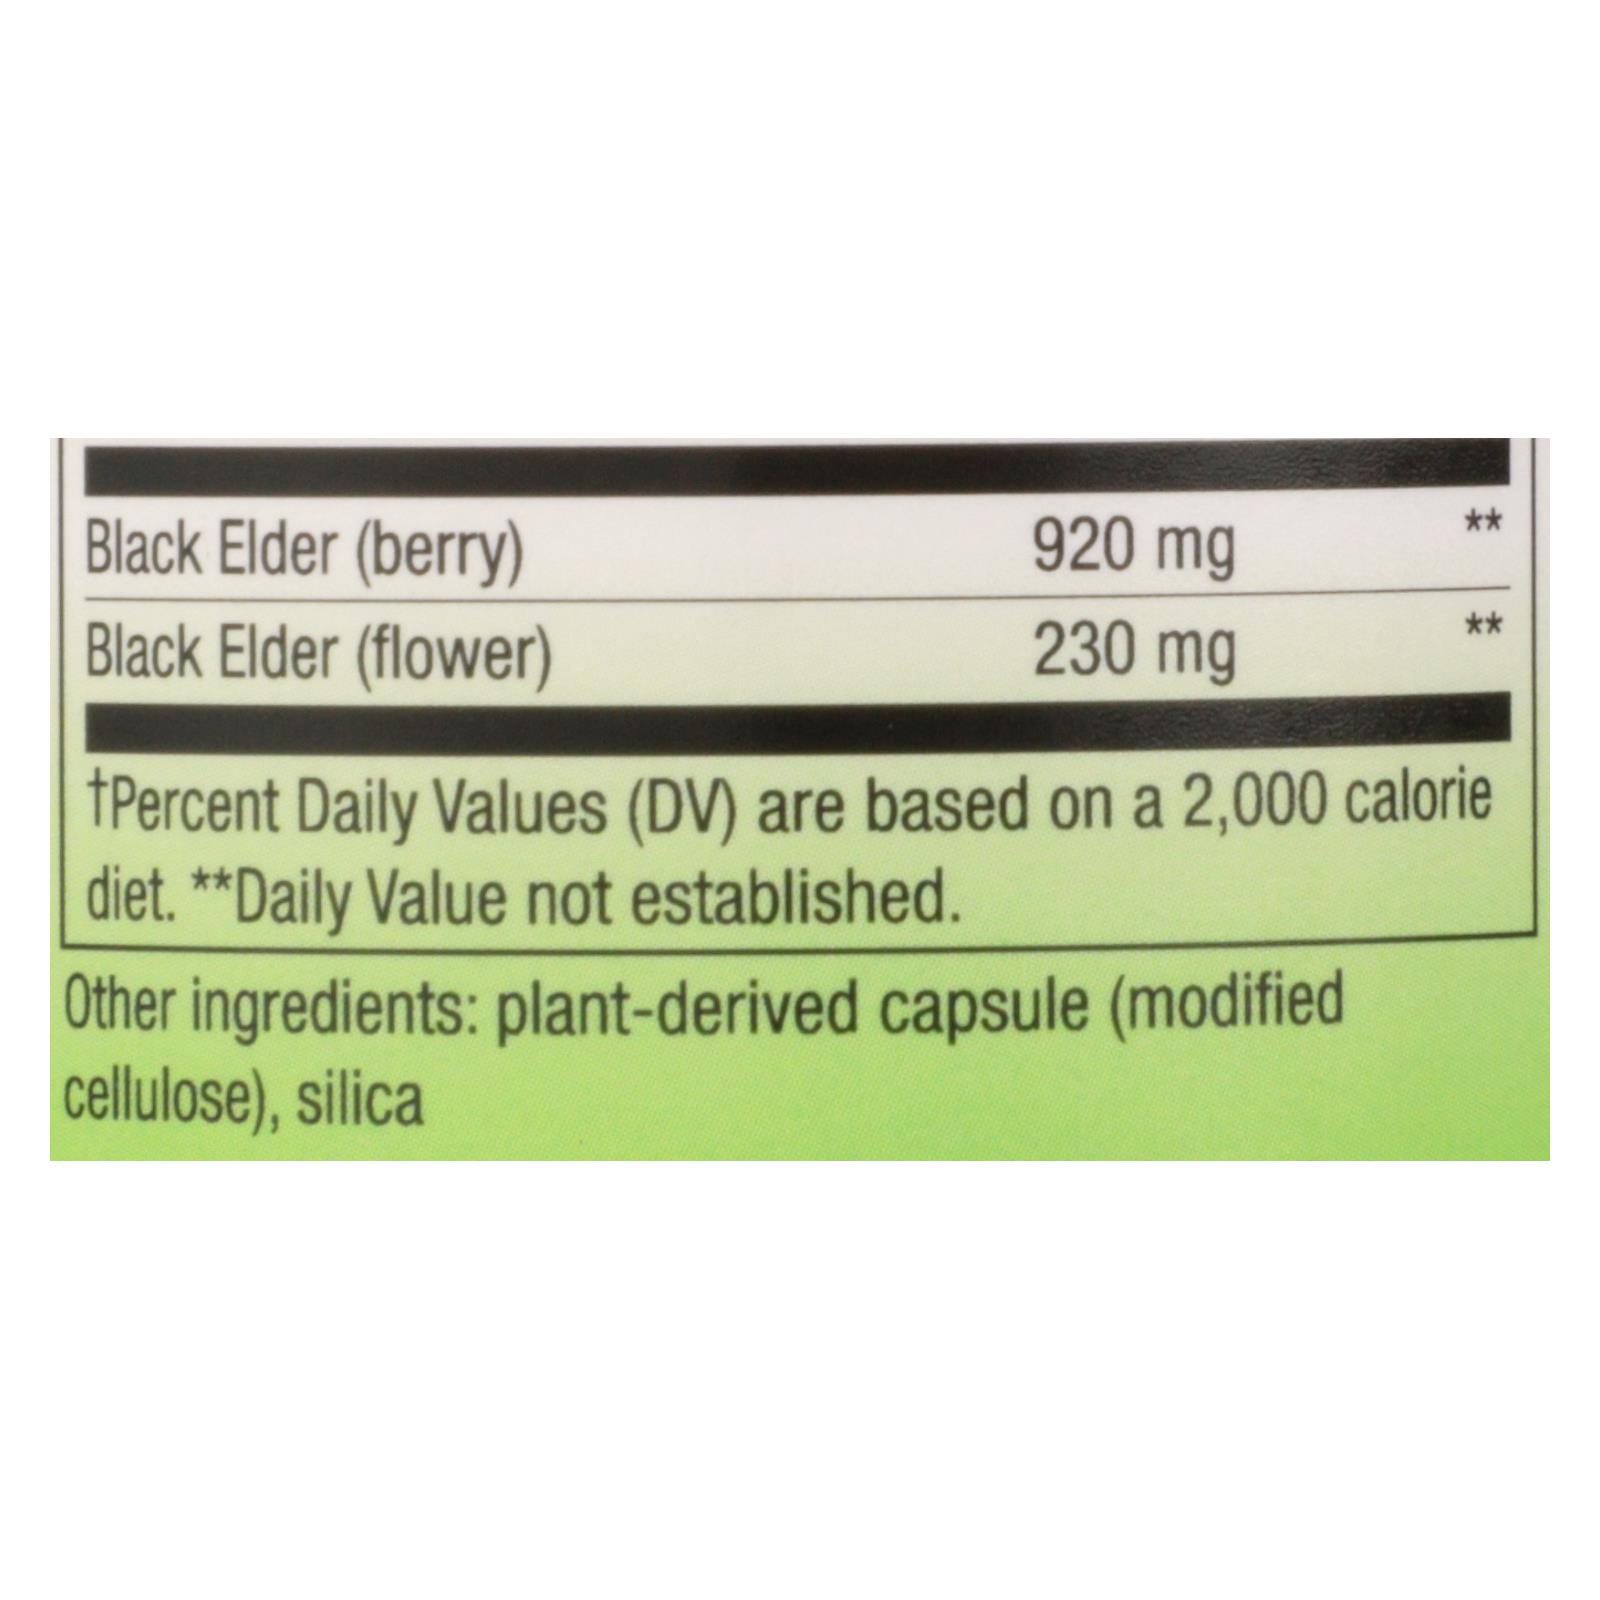 Black Elder (berry) 920 mg **
Black Elder (flower) 230 mg **
†Percent Daily Values (DV) are based on a 2,000 calorie
diet. **Daily Value not established.
Other ingredients: plant-derived capsule (modified
cellulose), silica